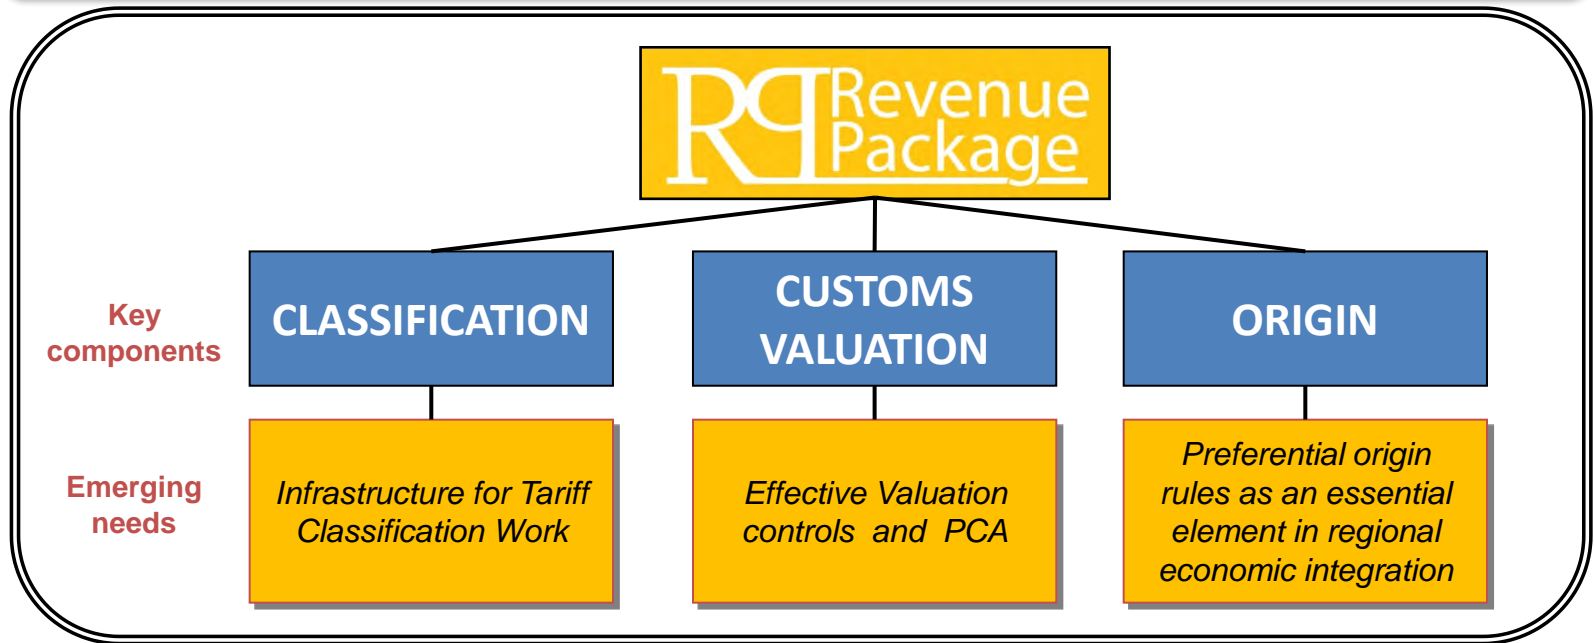 RP Revenue
Package
Key
components
CLASSIFICATION
CUSTOMS
VALUATION
ORIGIN
Emerging
needs
Infrastructure for Tariff
Classification Work
Effective Valuation
controls and PCA
Preferential origin
rules as an essential
element in regional
economic integration